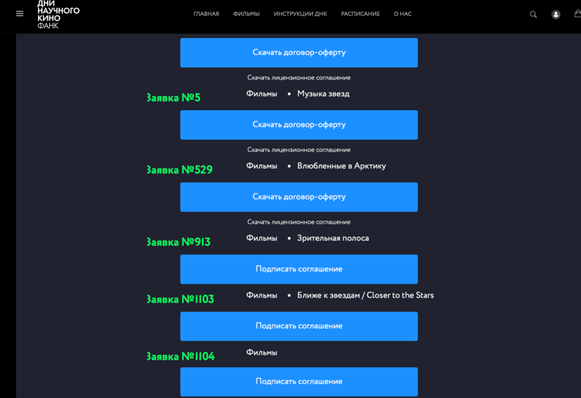 ДНИ
НАУЧНОГО
КИНО
ФАНК
ГЛАВНАЯ ФИЛЬМЫ ИНСТРУКЦИИ ДНК РАСПИСАНИЕ О НАС
Скачать договор-оферту
Скачать лицензионное соглашение
Заявка №5 Фильмы • Музыка звезд
Скачать договор-оферту
Скачать лицензионное соглашение
Заявка №529 Фильмы • Влюбленные в Арктику
Скачать договор-оферту
Скачать лицензионное соглашение
Заявка №913 Фильмы • Зрительная полоса
Подписать соглашение
Заявка №1103 Фильмы • Ближе к звездам / Closer to the Stars
Подписать соглашение
Заявка №1104 Фильмы
Подписать соглашение